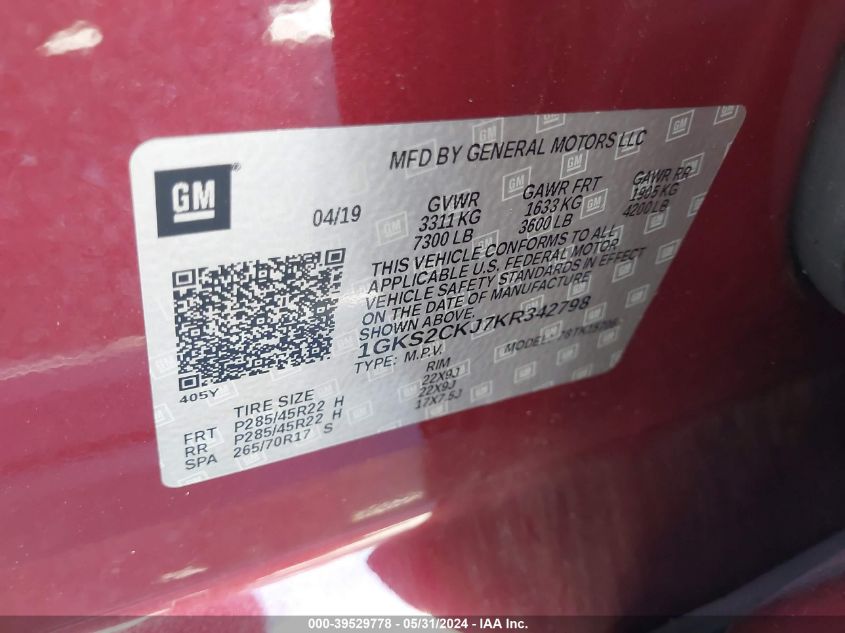 GM ®
MFD BY GENERAL MOTORS LLC
04/19
GVWR GAWR FRT GAWR RR
3311 KG 1633 KG 1905 KG
7300 LB 3600 LB 4200 LB
THIS VEHICLE CONFORMS TO ALL
APPLICABLE U.S. FEDERAL MOTOR
VEHICLE SAFETY STANDARDS IN EFFECT
ON THE DATE OF MANUFACTURE
SHOWN ABOVE.
1GKS2CKJ7KR342798
TYPE: M.P.V. MODEL:
405Y
TIRE SIZE RIM
FRT P285/45R22 H 22X9J
RR P285/45R22 H 22X9J
SPA 265/70R17 S 17X7.5J
000-39529778 - 05/31/2024 - IAA Inc.